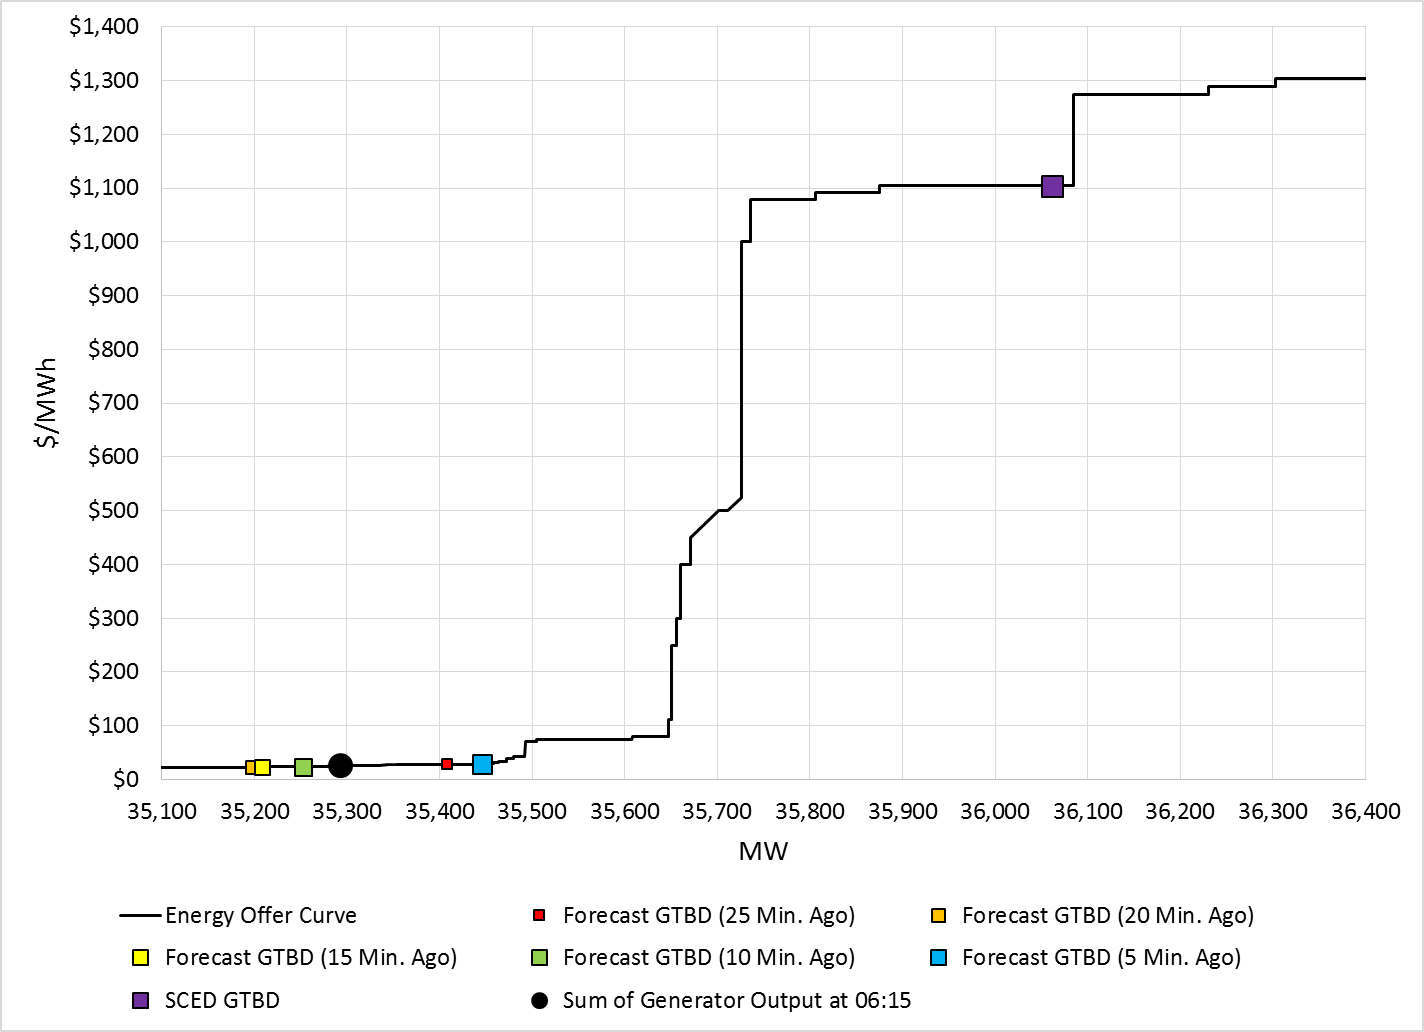 $1,400
$1,300
$1,200
$1,100
$1,000
$900
$800
$700
$600
$500
$400
$300
$200
$100
$0
$/MWh
35,100 35,200 35,300 35,400 35,500 35,600 35,700 35,800 35,900 36,000 36,100 36,200 36,300 36,400
MW
Energy Offer Curve Forecast GTBD (25 Min. Ago) Forecast GTBD (20 Min. Ago)
Forecast GTBD (15 Min. Ago) Forecast GTBD (10 Min. Ago) Forecast GTBD (5 Min. Ago)
SCED GTBD Sum of Generator Output at 06:15